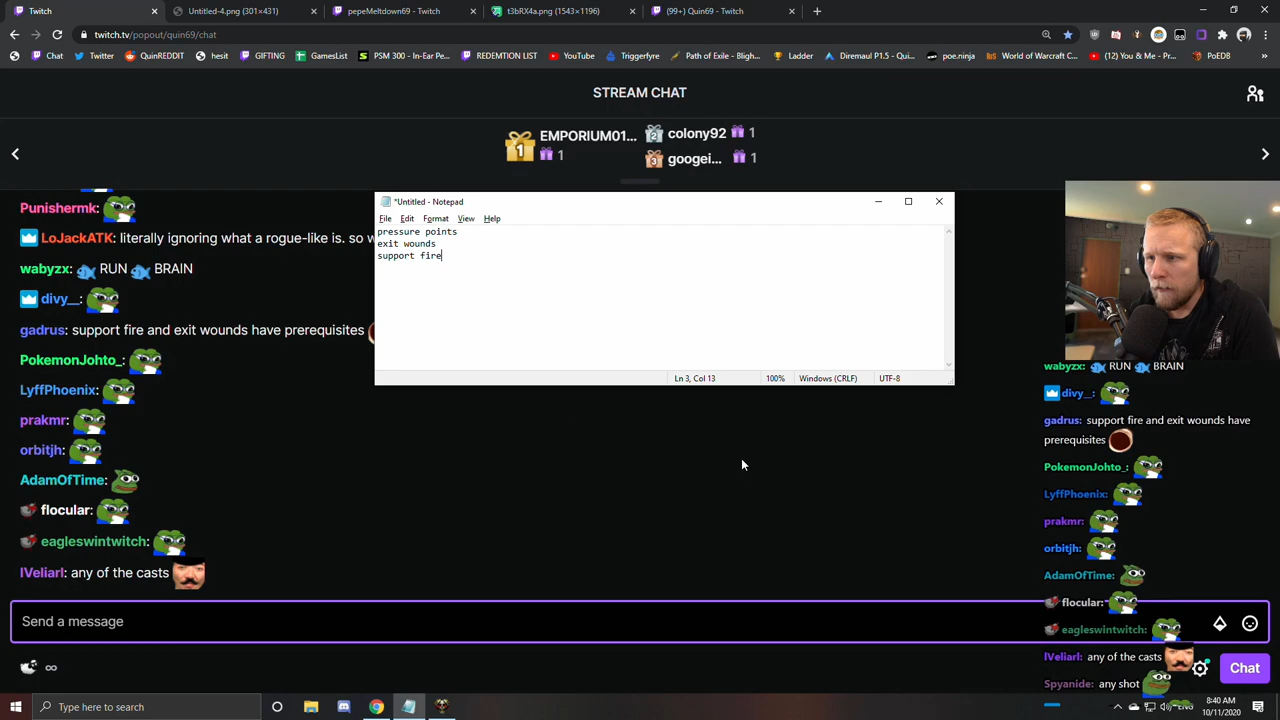 Twitch
Untitled-4.png (301×431)
pepeMeltdown69 - Twitch
t3bRX4a.png (1543×1196)
(99+) Quin69 - Twitch
twitch.tv/popout/quin69/chat
Chat
Twitter
QuinREDDIT
hesit
GIFTING
GamesList
PSM 300 - In-Ear Pe...
REDEMTION LIST
YouTube
Triggerfyre
Path of Exile - Bligh...
Ladder
Diremaul P1.5 - Qui...
poe.ninja
World of Warcraft C...
(12) You & Me - Pr...
PoEDB
STREAM CHAT
1 EMPORIUM01...
1
2 colony92 1
3 googei... 1
Punishermk:
LoJackATK: literally ignoring what a rogue-like is. so w
wabyzx: RUN BRAIN
divy__:
gadrus: support fire and exit wounds have prerequisites
PokemonJohto_:
LyffPhoenix:
prakmr:
orbitjh:
AdamOfTime:
flocular:
eagleswintwitch:
lVeliarl: any of the casts
*Untitled - Notepad
File Edit Format View Help
pressure points
exit wounds
support fire
Ln 3, Col 13
100%
Windows (CRLF)
UTF-8
wabyzx: RUN BRAIN
divy__:
gadrus: support fire and exit wounds have
prerequisites
PokemonJohto_:
LyffPhoenix:
prakmr:
orbitjh:
AdamOfTime:
flocular:
eagleswintwitch:
lVeliarl: any of the casts
Spyanide: any shot
Send a message
∞
Chat
Type here to search
ENG
8:40 AM
10/11/2020